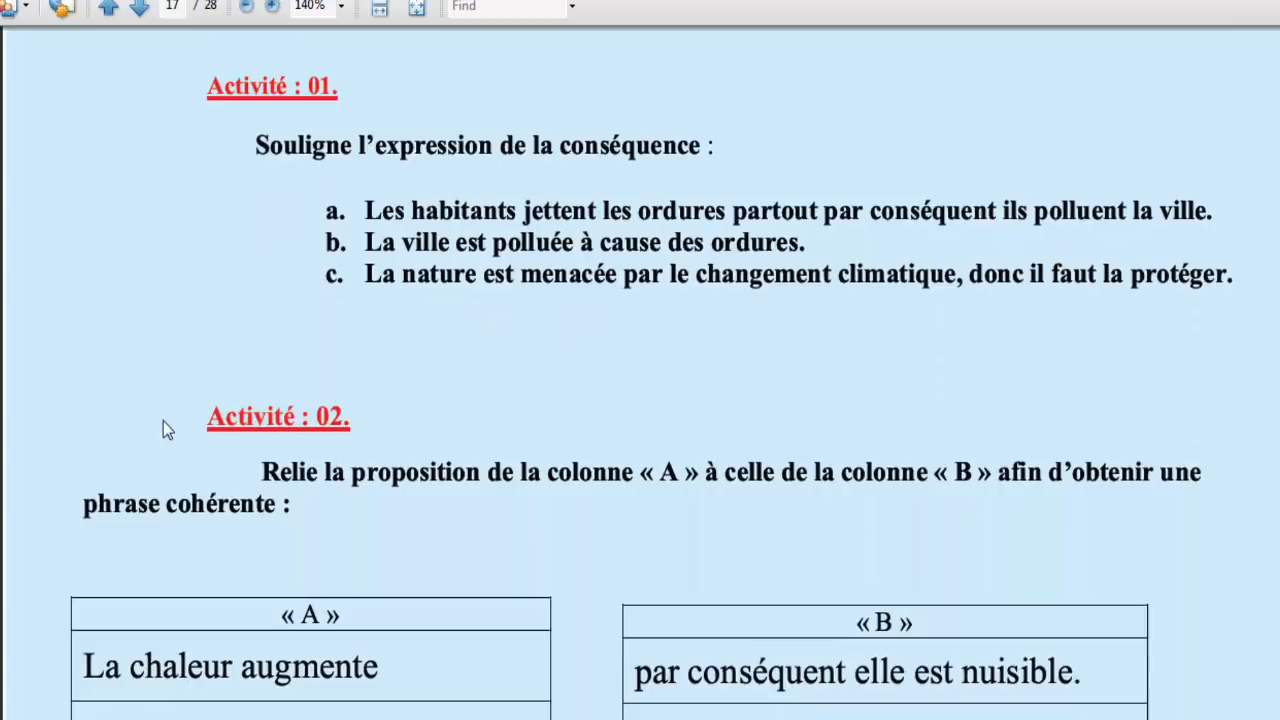 17 / 28 140% Find
Activité : 01.
Souligne l’expression de la conséquence :
a. Les habitants jettent les ordures partout par conséquent ils polluent la ville.
b. La ville est polluée à cause des ordures.
c. La nature est menacée par le changement climatique, donc il faut la protéger.
Activité : 02.
Relie la proposition de la colonne « A » à celle de la colonne « B » afin d’obtenir une
phrase cohérente :
« A »
La chaleur augmente
« B »
par conséquent elle est nuisible.